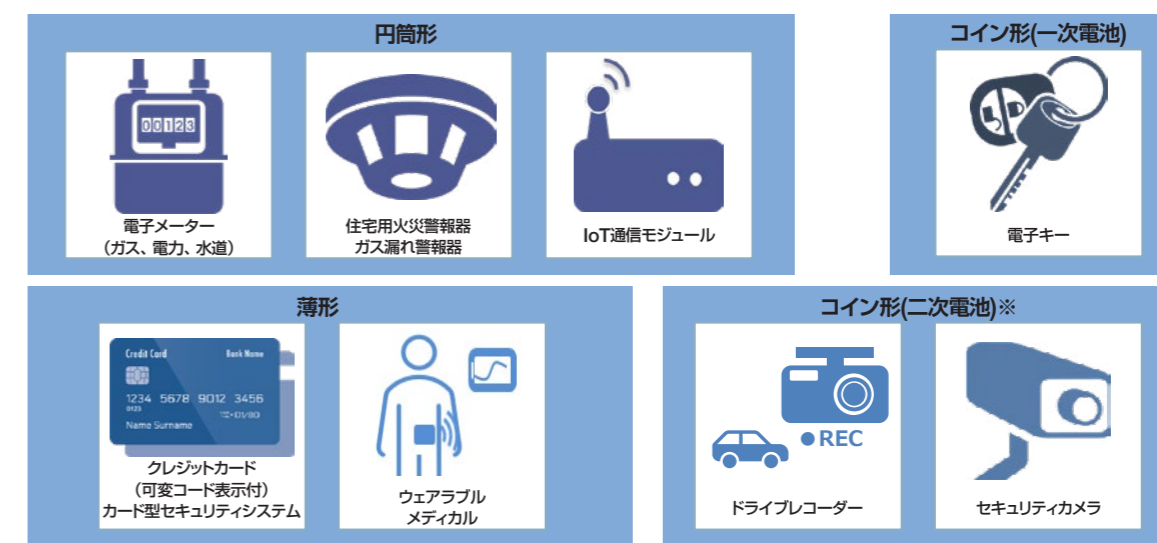 円筒形
00123
電子メーター
（ガス、電力、水道）
住宅用火災警報器
ガス漏れ警報器
IoT通信モジュール
コイン形(一次電池)
電子キー
薄形
Credit Card
Bank Name
1234 5678 9012 3456
0123
01/80
Name Surname
クレジットカード
（可変コード表示付）
カード型セキュリティシステム
ウェアラブル
メディカル
コイン形(二次電池)※
REC
ドライブレコーダー
セキュリティカメラ